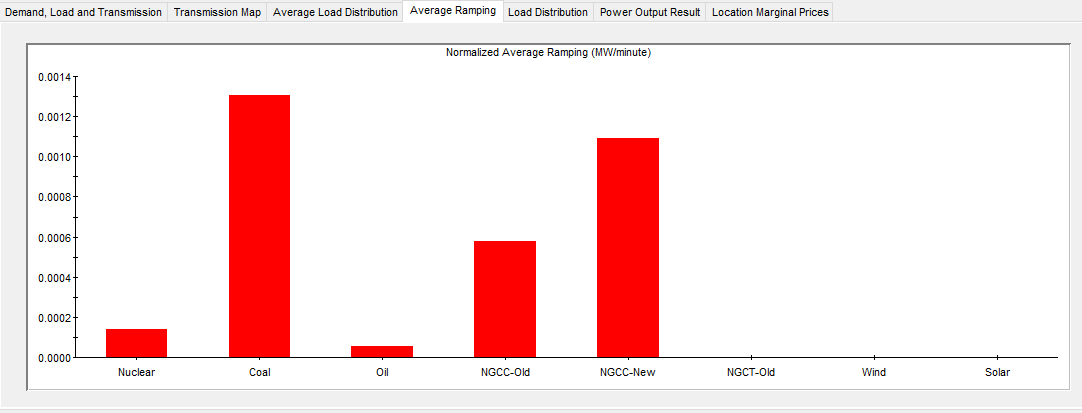 Demand, Load and Transmission Transmission Map Average Load Distribution Average Ramping Load Distribution Power Output Result Location Marginal Prices
Normalized Average Ramping (MW/minute)
0.0014
0.0012
0.0010
0.0008
0.0006
0.0004
0.0002
0.0000
Nuclear Coal Oil NGCC-Old NGCC-New NGCT-Old Wind Solar